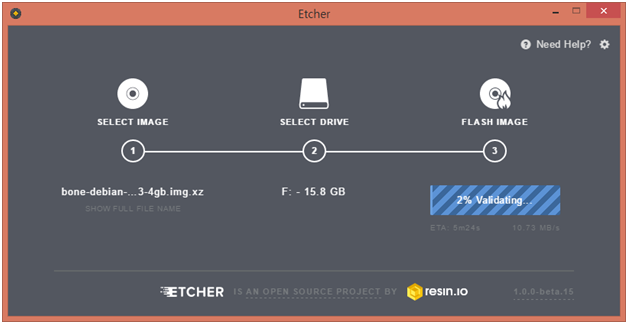 Etcher
Need Help?
SELECT IMAGE
SELECT DRIVE
FLASH IMAGE
1
2
3
bone-debian-...3-4gb.img.xz
F: - 15.8 GB
2% Validating...
SHOW FULL FILE NAME
ETA: 5m24s
10.73 MB/s
ETCHER IS AN OPEN SOURCE PROJECT BY resin.io
1.0.0-beta.15